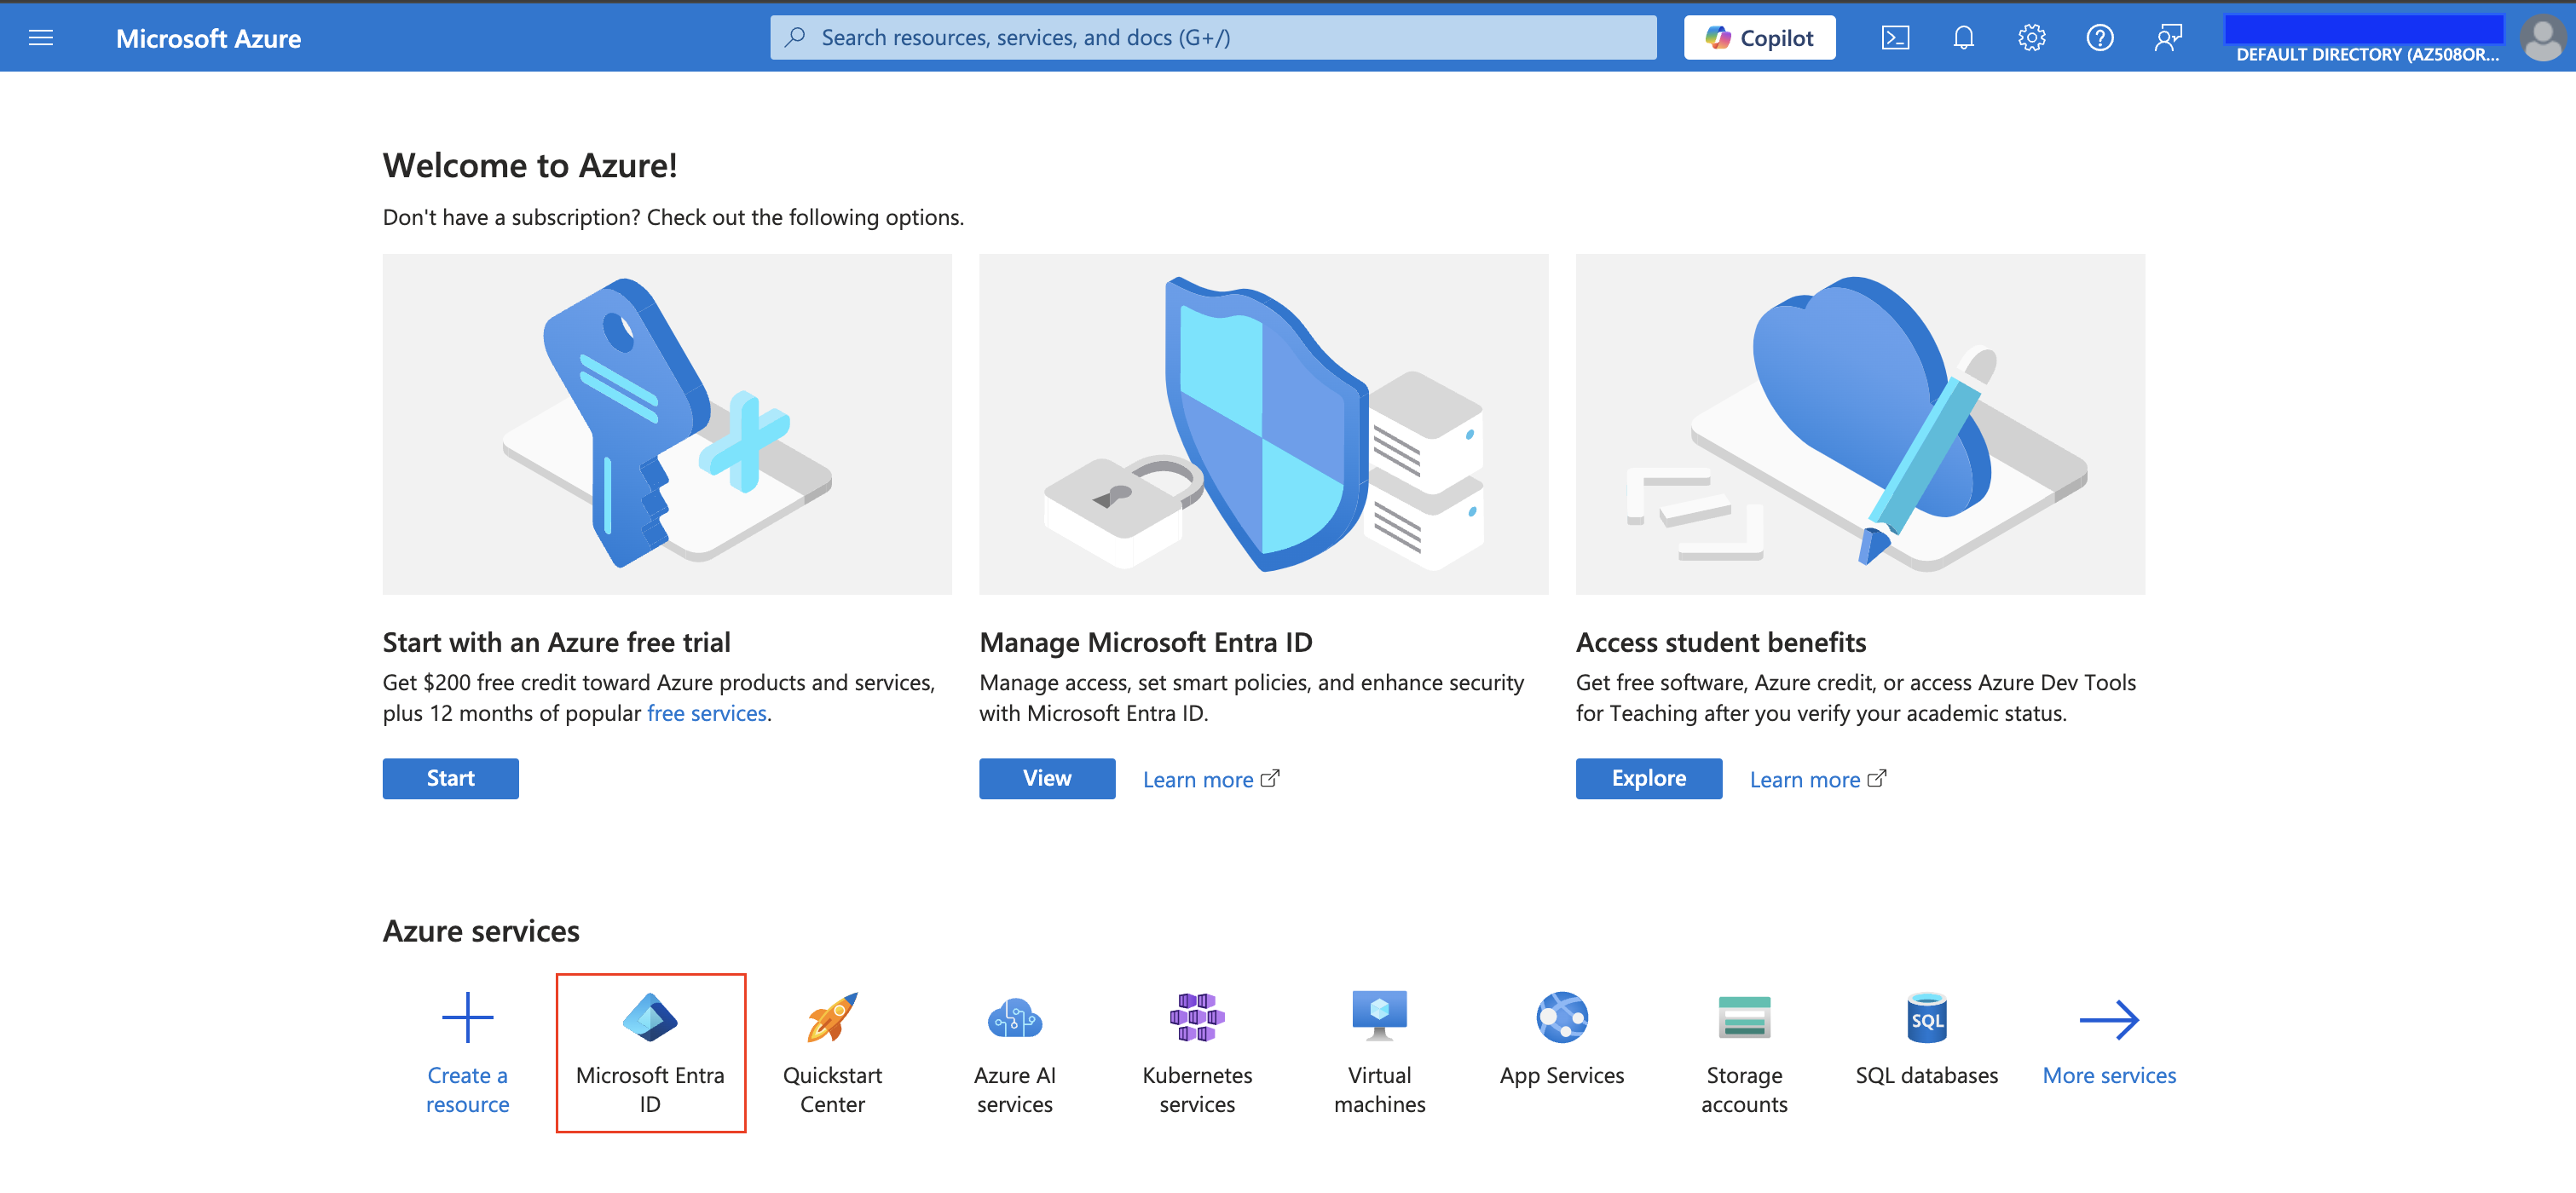 Microsoft Azure
Search resources, services, and docs (G+/)
Copilot
DEFAULT DIRECTORY (AZ508OR...
Welcome to Azure!
Don't have a subscription? Check out the following options.
Start with an Azure free trial
Get $200 free credit toward Azure products and services,
plus 12 months of popular free services.
Start
Manage Microsoft Entra ID
Manage access, set smart policies, and enhance security
with Microsoft Entra ID.
View
Learn more
Access student benefits
Get free software, Azure credit, or access Azure Dev Tools
for Teaching after you verify your academic status.
Explore
Learn more
Azure services
Create a
resource
Microsoft Entra
ID
Quickstart
Center
Azure AI
services
Kubernetes
services
Virtual
machines
App Services
Storage
accounts
SQL
SQL databases
More services